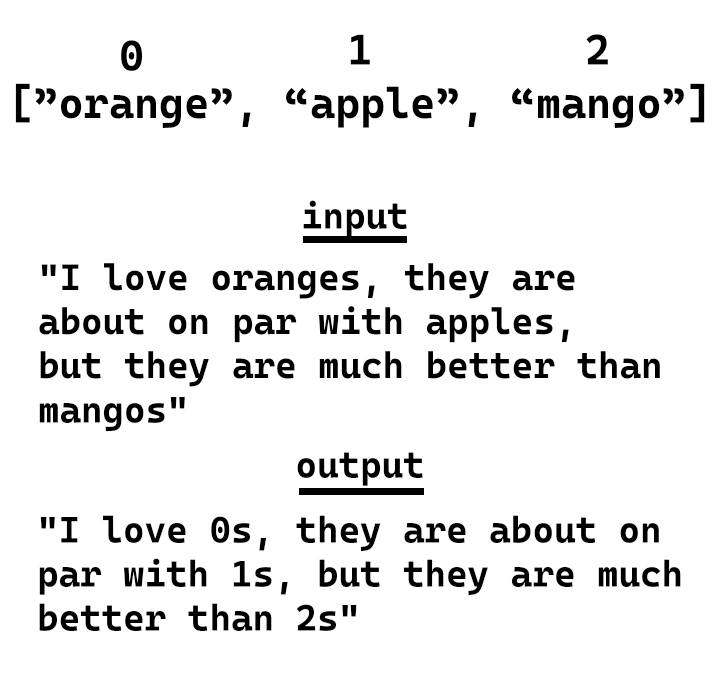 0 1 2
[”orange”, “apple”, “mango”]
input
"I love oranges, they are
about on par with apples,
but they are much better than
mangos"
output
"I love 0s, they are about on
par with 1s, but they are much
better than 2s"